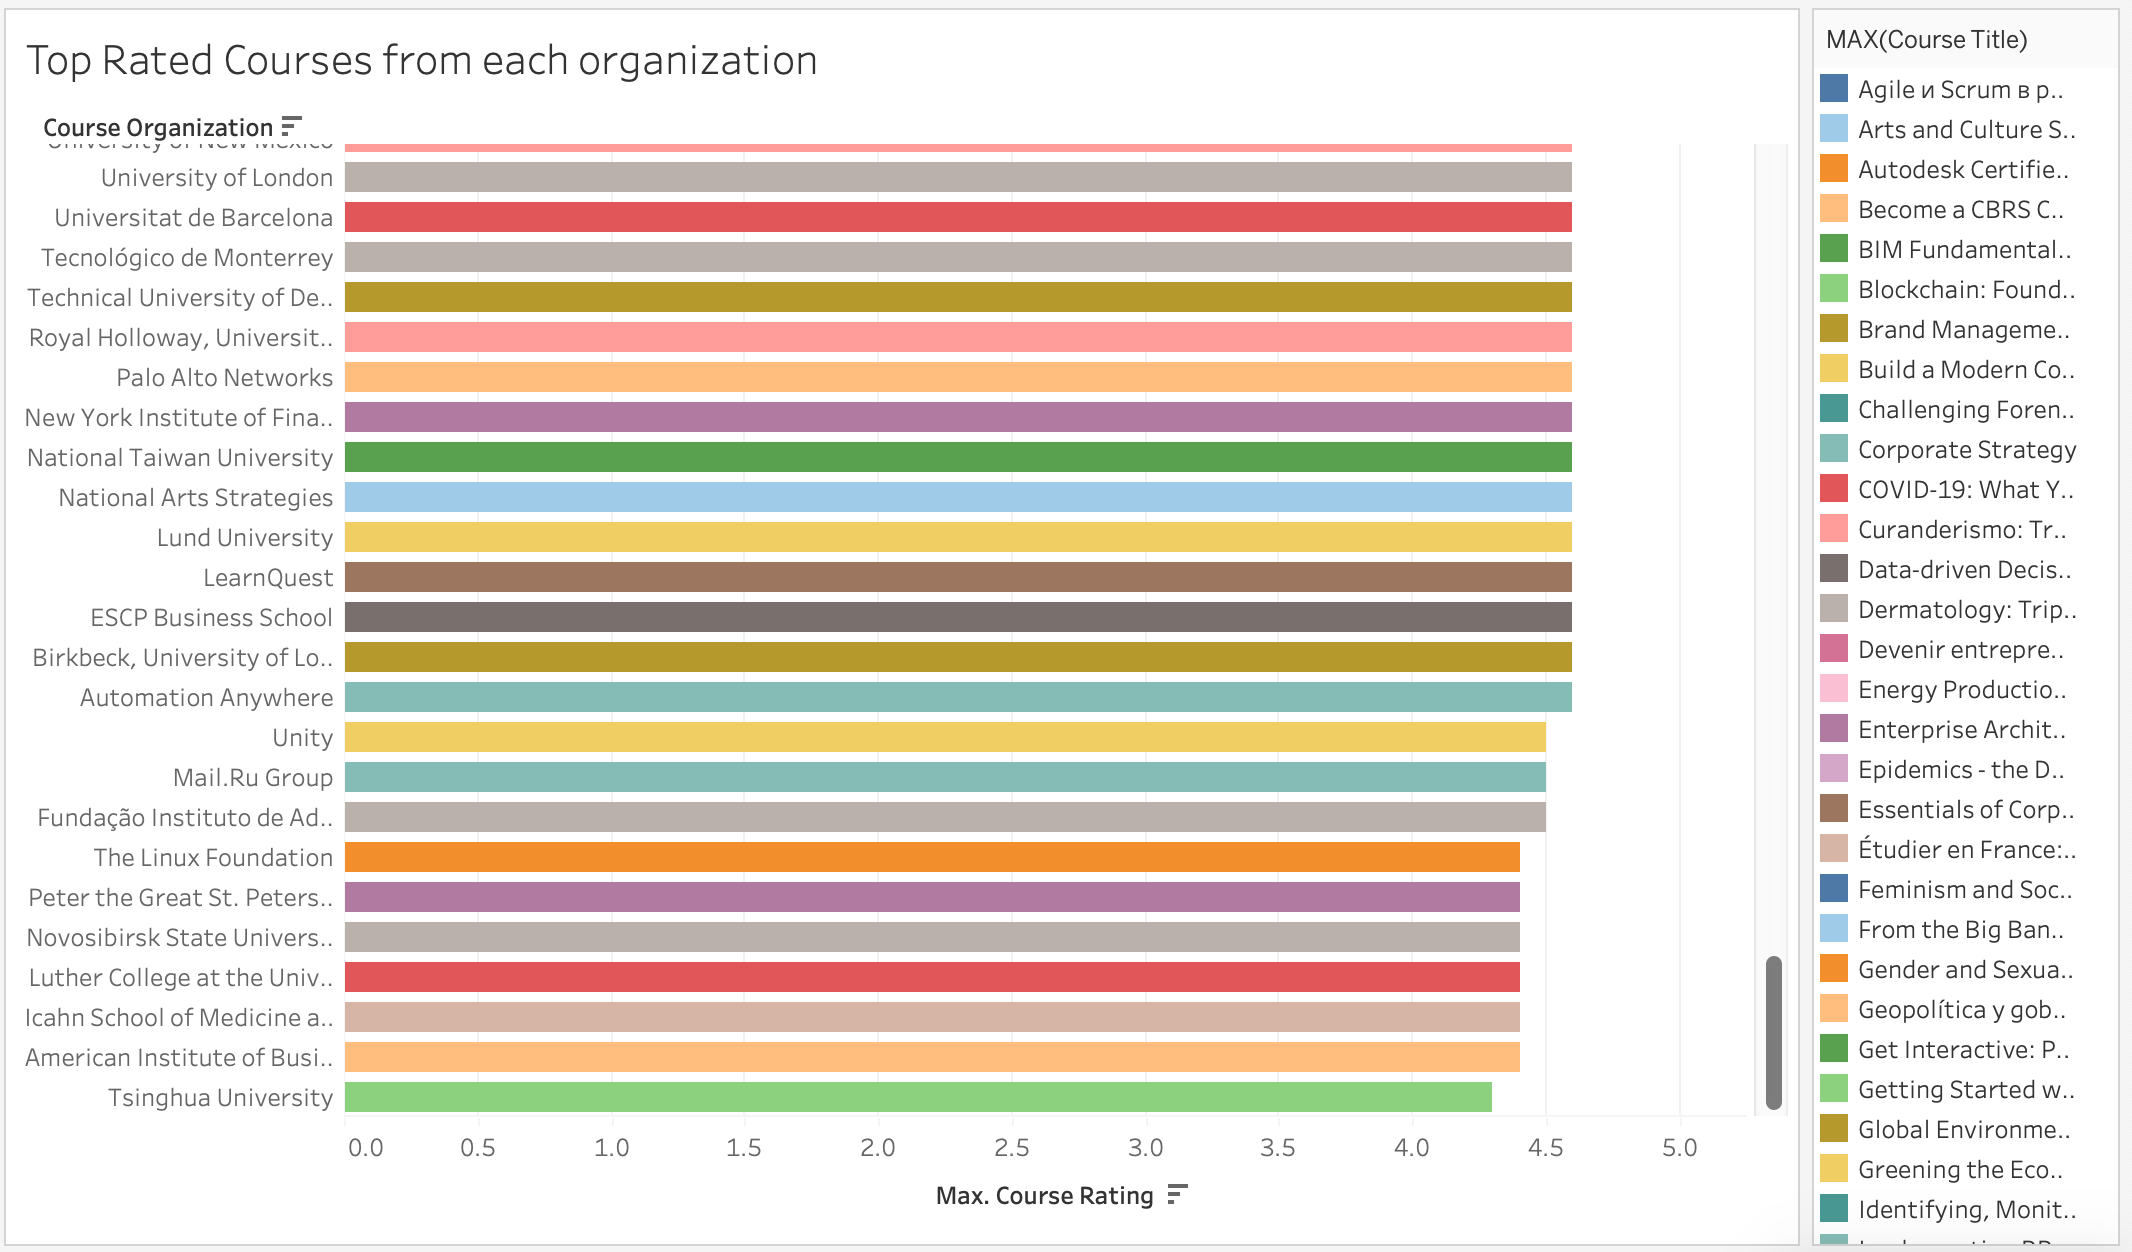 Top Rated Courses from each organization
Course Organization
University of New Mexico
University of London
Universitat de Barcelona
Tecnológico de Monterrey
Technical University of De..
Royal Holloway, Universit..
Palo Alto Networks
New York Institute of Fina..
National Taiwan University
National Arts Strategies
Lund University
LearnQuest
ESCP Business School
Birkbeck, University of Lo..
Automation Anywhere
Unity
Mail.Ru Group
Fundação Instituto de Ad..
The Linux Foundation
Peter the Great St. Peters..
Novosibirsk State Univers..
Luther College at the Univ..
Icahn School of Medicine a..
American Institute of Busi..
Tsinghua University
0.0 0.5 1.0 1.5 2.0 2.5 3.0 3.5 4.0 4.5 5.0
Max. Course Rating
MAX(Course Title)
Agile и Scrum в р..
Arts and Culture S..
Autodesk Certifie..
Become a CBRS C..
BIM Fundamental..
Blockchain: Found..
Brand Manageme..
Build a Modern Co..
Challenging Foren..
Corporate Strategy
COVID-19: What Y..
Curanderismo: Tr..
Data-driven Decis..
Dermatology: Trip..
Devenir entrepre..
Energy Productio..
Enterprise Archit..
Epidemics - the D..
Essentials of Corp..
Étudier en France:..
Feminism and Soc..
From the Big Ban..
Gender and Sexua..
Geopolítica y gob..
Get Interactive: P..
Getting Started w..
Global Environme..
Greening the Eco..
Identifying, Monit..